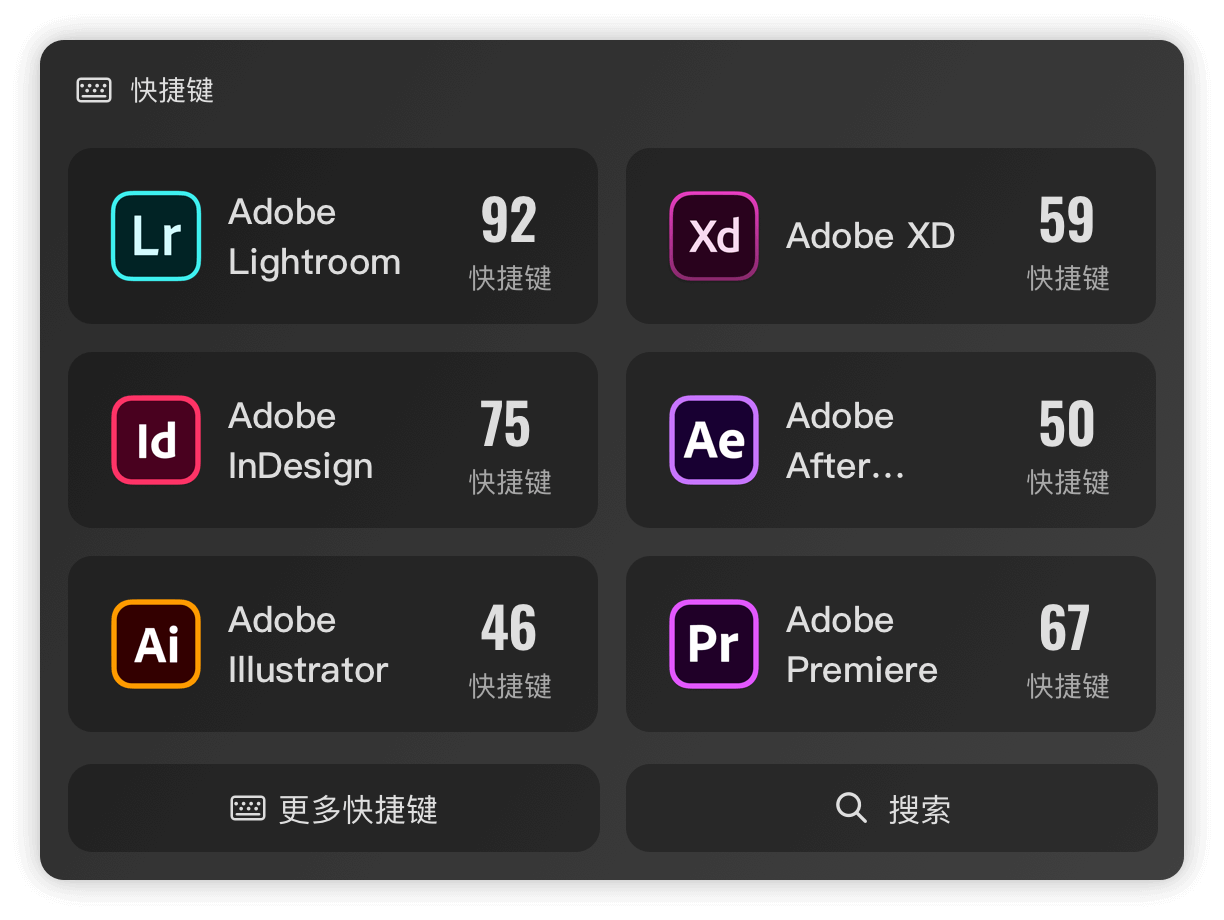 快捷键
Lr
Adobe
Lightroom
92
快捷键
Xd
Adobe XD
59
快捷键
Id
Adobe
InDesign
75
快捷键
Ae
Adobe
After...
50
快捷键
Ai
Adobe
Illustrator
46
快捷键
Pr
Adobe
Premiere
67
快捷键
更多快捷键
搜索